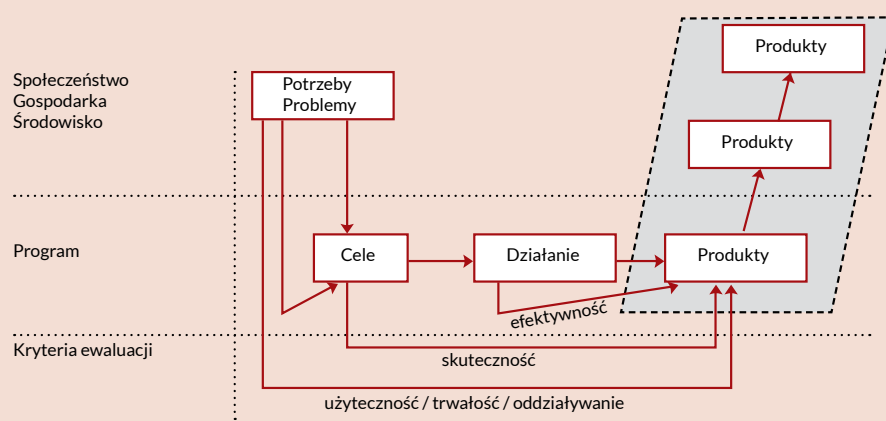 Produkty
Społeczeństwo
Gospodarka
Środowisko
Potrzeby
Problemy
Produkty
Program
Cele
Działanie
Produkty
efektywność
Kryteria ewaluacji
skuteczność
użyteczność / trwałość / oddziaływanie